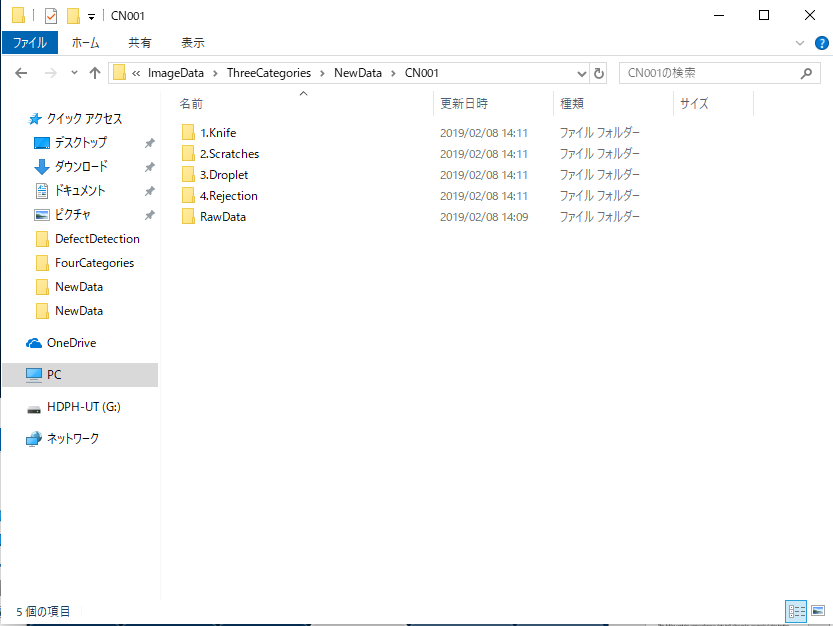 CN001
ファイル ホーム 共有 表示
« ImageData > ThreeCategories > NewData > CN001 CN001の検索
名前 更新日時 種類 サイズ
クイック アクセス
デスクトップ
ダウンロード
ドキュメント
ピクチャ
DefectDetection
FourCategories
NewData
NewData
OneDrive
PC
HDPH-UT (G:)
ネットワーク
1.Knife 2019/02/08 14:11 ファイル フォルダー
2.Scratches 2019/02/08 14:11 ファイル フォルダー
3.Droplet 2019/02/08 14:11 ファイル フォルダー
4.Rejection 2019/02/08 14:11 ファイル フォルダー
RawData 2019/02/08 14:09 ファイル フォルダー
5 個の項目